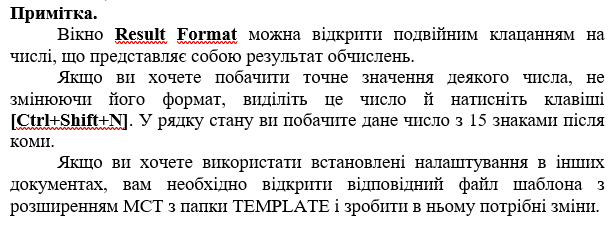 Примітка.
Вікно Result Format можна відкрити подвійним клацанням на
числі, що представляє собою результат обчислень.
Якщо ви хочете побачити точне значення деякого числа, не
змінюючи його формат, виділіть це число й натисніть клавіші
[Ctrl+Shift+N]. У рядку стану ви побачите дане число з 15 знаками після
коми.
Якщо ви хочете використати встановлені налаштування в інших
документах, вам необхідно відкрити відповідний файл шаблона з
розширенням МСТ з папки TEMPLATE і зробити в ньому потрібні зміни.